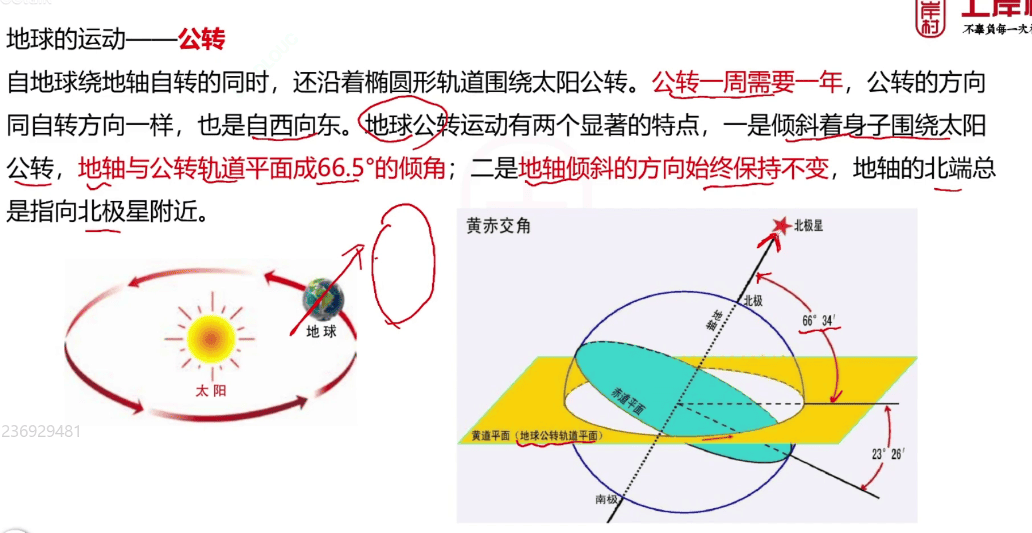 地球的运动——公转
自地球绕地轴自转的同时，还沿着椭圆形轨道围绕太阳公转。公转一周需要一年，公转的方向
同自转方向一样，也是自西向东。地球公转运动有两个显著的特点，一是倾斜着身子围绕太阳
公转，地轴与公转轨道平面成66.5°的倾角；二是地轴倾斜的方向始终保持不变，地轴的北端总
是指向北极星附近。
黄赤交角
北极星
北极
地轴
66° 34′
地球
太阳
赤道平面
黄道平面（地球公转轨道平面）
23° 26′
南极
236929481
岸村
不辜负每一次